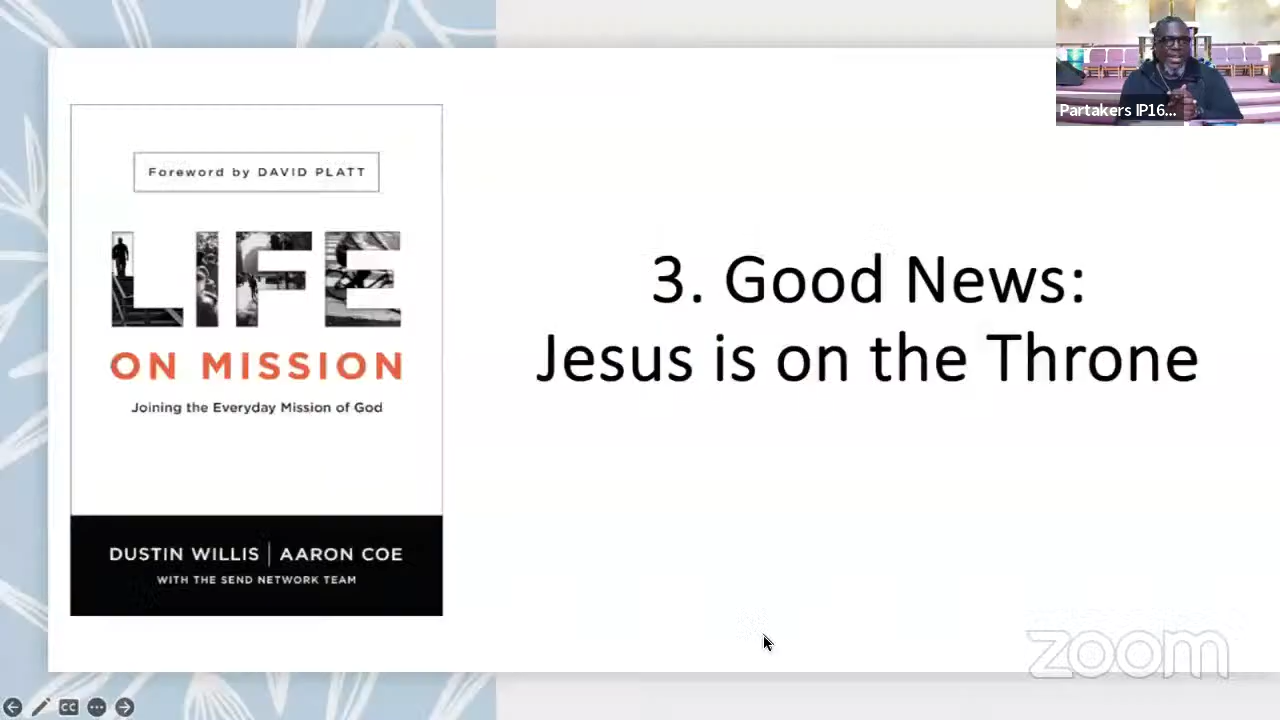 Foreword by DAVID PLATT
LIFE
ON MISSION
Joining the Everyday Mission of God
DUSTIN WILLIS | AARON COE
WITH THE SEND NETWORK TEAM
3. Good News:
Jesus is on the Throne
Partakers IP16...
zoom
CC